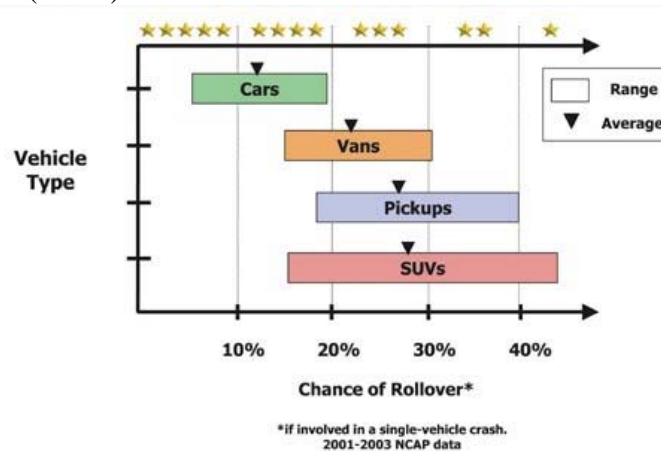 Range
Average
Cars
Vans
Vehicle
Type
Pickups
SUVs
10%
20%
30%
40%
Chance of Rollover*
*if involved in a single-vehicle crash.
2001-2003 NCAP data